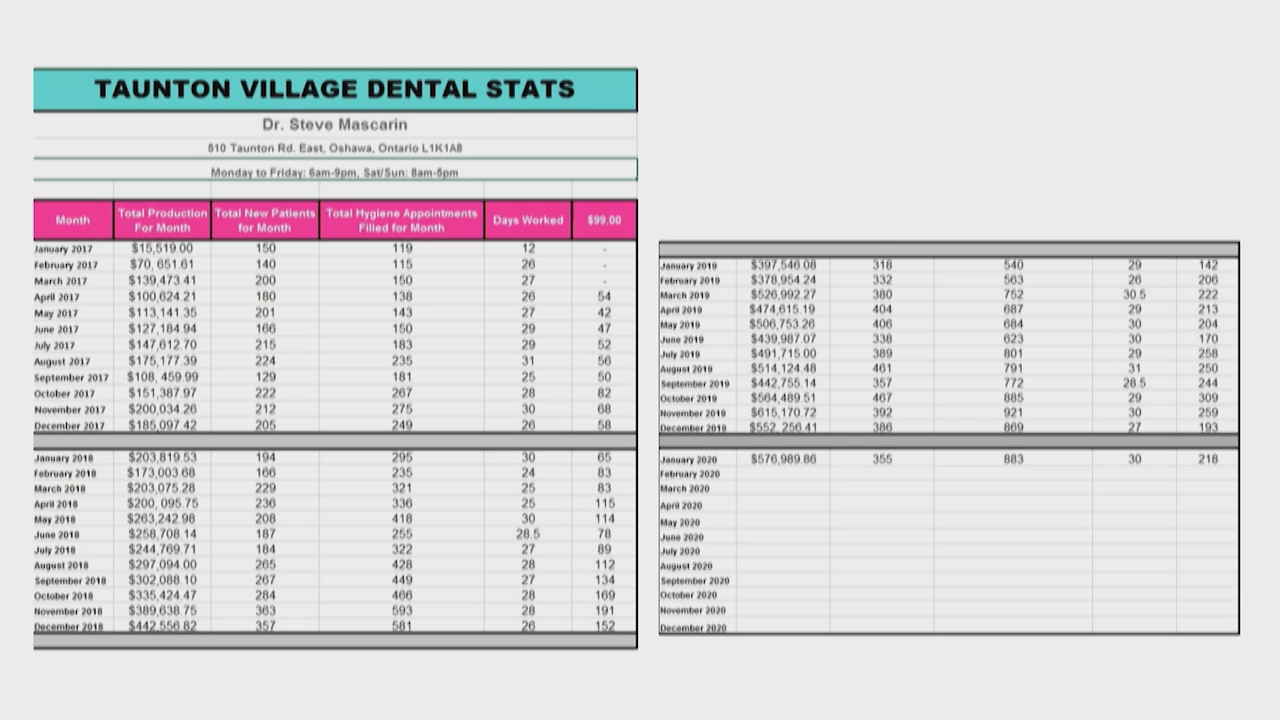 TAUNTON VILLAGE DENTAL STATS
Dr. Steve Mascarin
510 Taunton Rd. East, Oshawa, Ontario L1K1A8
Monday to Friday: 6am-9pm, Sat/Sun: 8am-5pm
Month Total Production For Month Total New Patients for Month Total Hygiene Appointments Filled for Month Days Worked $99.00
January 2017 $15,519.00 150 119 12 -
February 2017 $70, 651.61 140 115 26 -
March 2017 $139,473.41 200 150 27 -
April 2017 $100,624.21 180 138 26 54
May 2017 $113,141.35 201 143 27 42
June 2017 $127,184.94 166 150 29 47
July 2017 $147,612.70 215 183 29 52
August 2017 $175,177.39 224 235 31 56
September 2017 $108, 459.99 129 181 25 50
October 2017 $151,387.97 222 267 28 82
November 2017 $200,034.26 212 275 30 68
December 2017 $185,097.42 205 249 26 58
January 2018 $203,819.53 194 295 30 65
February 2018 $173,003.68 166 235 24 83
March 2018 $203,075.28 229 321 25 83
April 2018 $200, 095.75 236 336 25 115
May 2018 $263,242.98 208 418 30 114
June 2018 $258,708.14 187 255 28.5 78
July 2018 $244,769.71 184 322 27 89
August 2018 $297,094.00 265 428 28 112
September 2018 $302,088.10 267 449 27 134
October 2018 $335,424.47 284 466 28 169
November 2018 $389,638.75 363 593 28 191
December 2018 $442,556.82 357 581 26 152
January 2019 $397,546.08 318 540 29 142
February 2019 $378,954.24 332 563 26 206
March 2019 $526,992.27 380 752 30.5 222
April 2019 $474,615.19 404 687 29 213
May 2019 $506,753.26 406 684 30 204
June 2019 $439,987.07 338 623 30 170
July 2019 $491,715.00 389 801 29 258
August 2019 $514,124.48 461 791 31 250
September 2019 $442,755.14 357 772 28.5 244
October 2019 $564,489.51 467 885 29 309
November 2019 $615,170.72 392 921 30 259
December 2019 $552, 256.41 386 869 27 193
January 2020 $576,989.86 355 883 30 218
February 2020
March 2020
April 2020
May 2020
June 2020
July 2020
August 2020
September 2020
October 2020
November 2020
December 2020